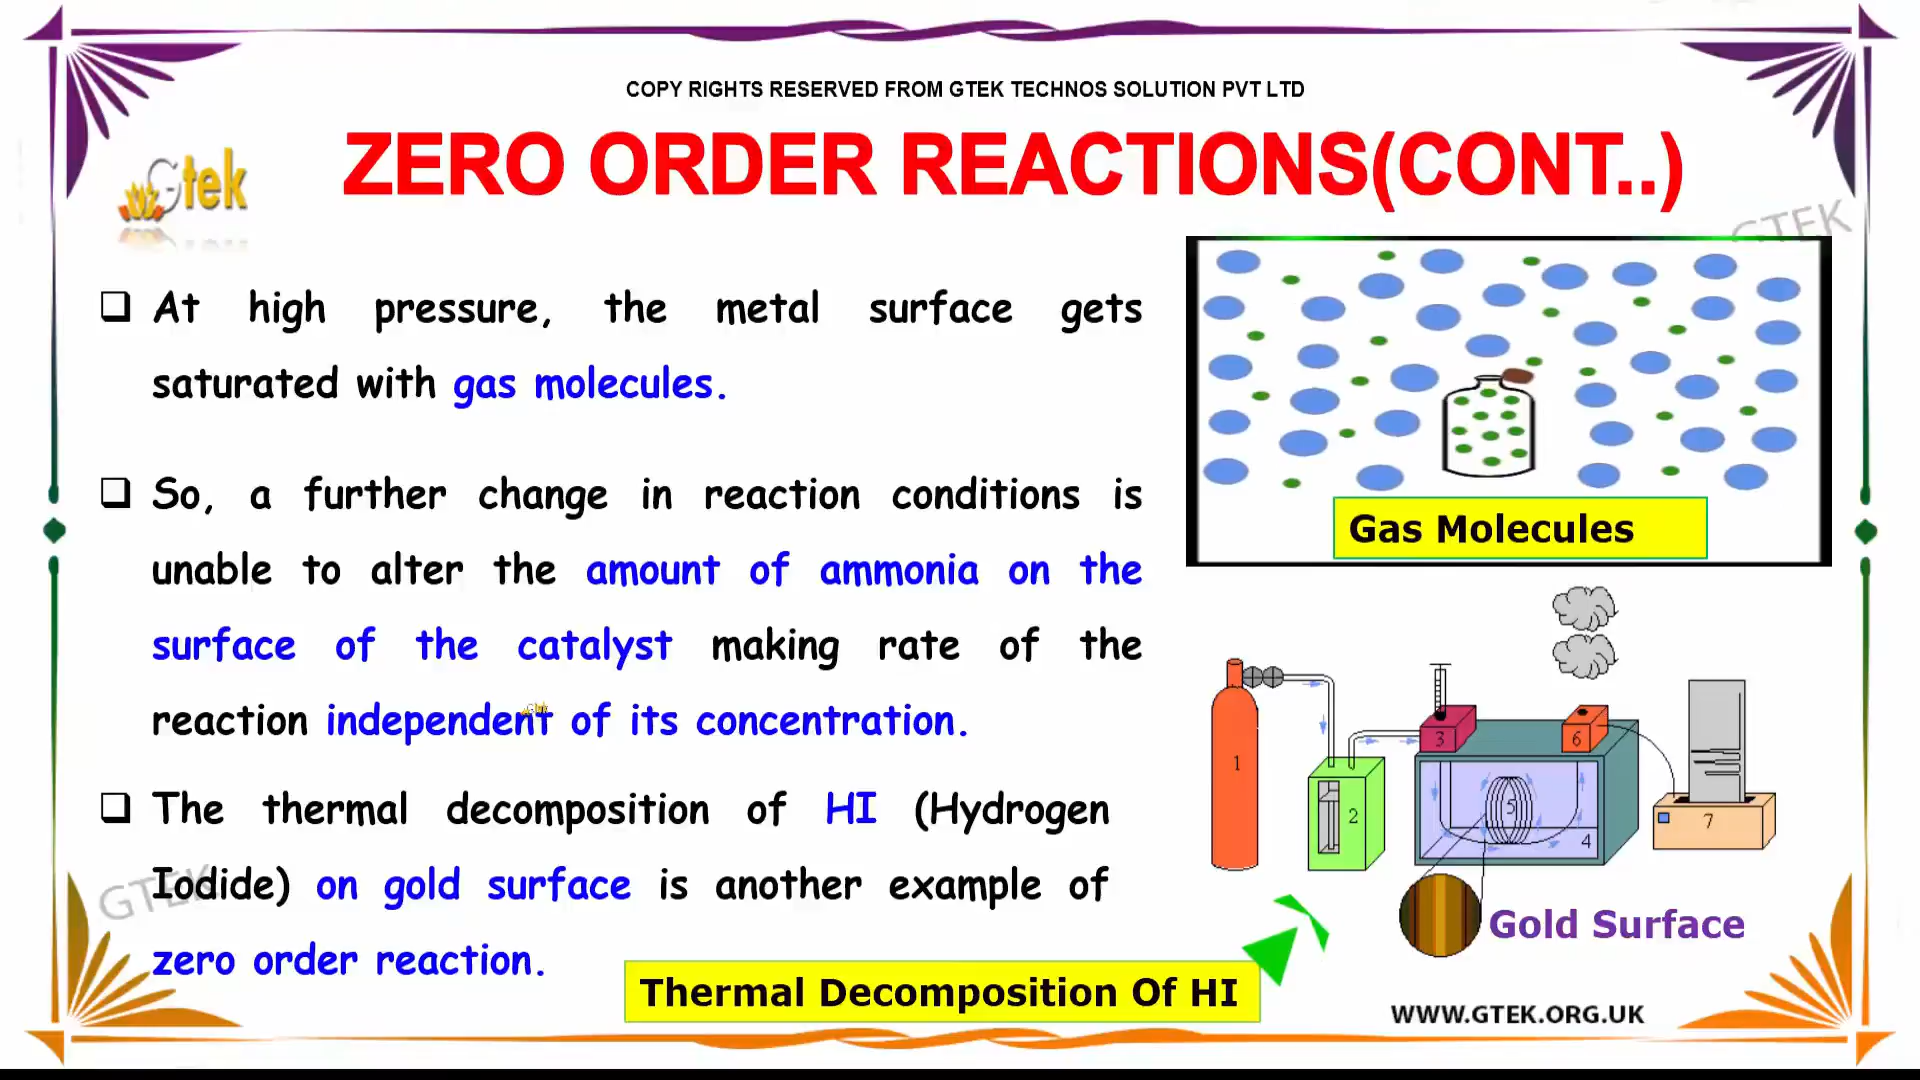 COPY RIGHTS RESERVED FROM GTEK TECHNOS SOLUTION PVT LTD
Gtek
ZERO ORDER REACTIONS(CONT..)
GTEK
At high pressure, the metal surface gets
saturated with gas molecules.
So, a further change in reaction conditions is
unable to alter the amount of ammonia on the
surface of the catalyst making rate of the
reaction independent of its concentration.
The thermal decomposition of HI (Hydrogen
Iodide) on gold surface is another example of
zero order reaction.
GTEK
Gas Molecules
1
2
3
4
5
6
7
Gold Surface
Thermal Decomposition Of HI
WWW.GTEK.ORG.UK